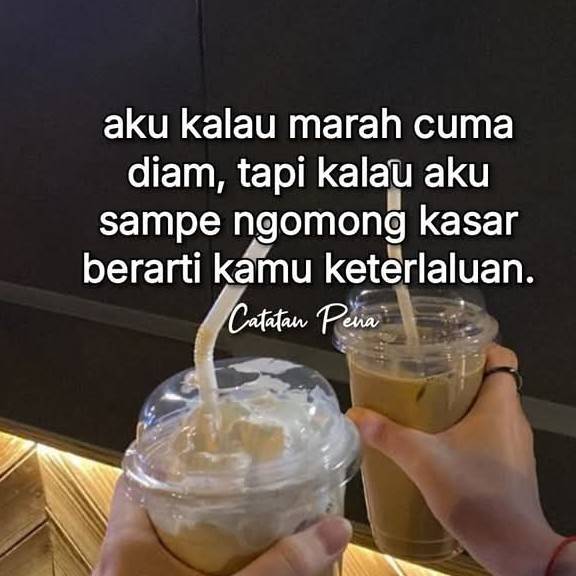 aku kalau marah cuma
diam, tapi kalau aku
sampe ngomong kasar
berarti kamu keterlaluan.
Catatan Pena